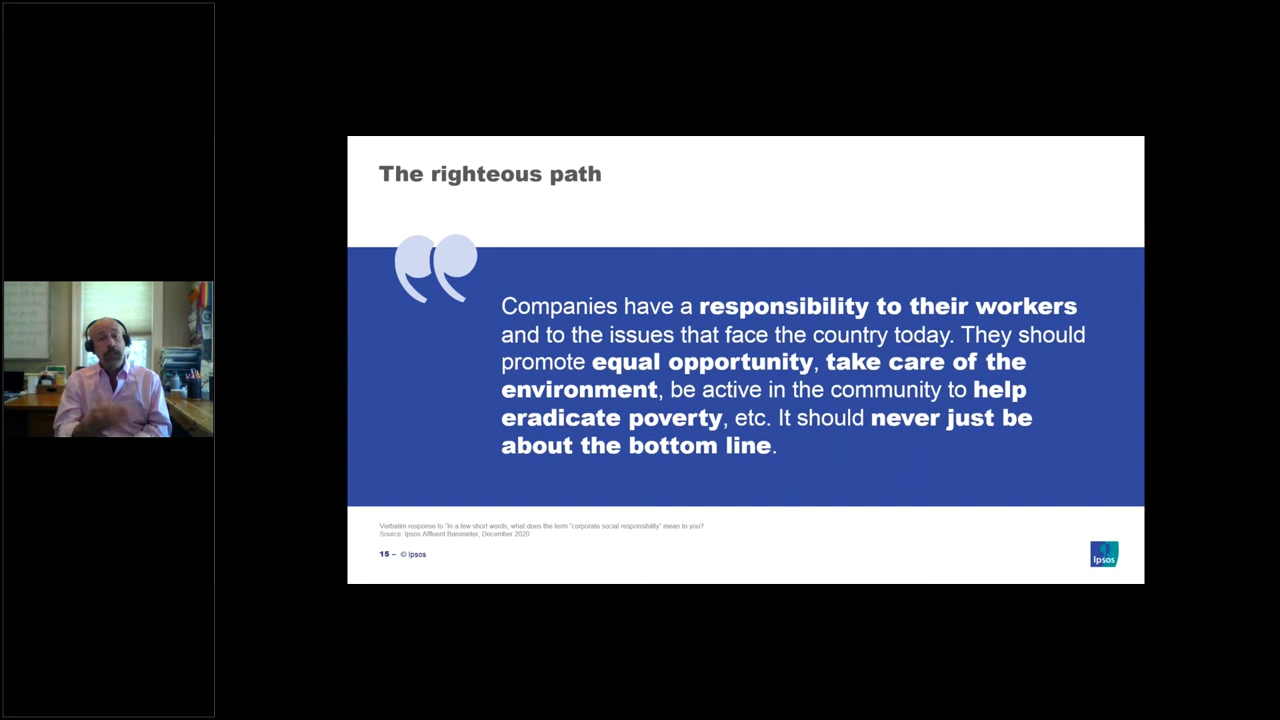 The righteous path
Companies have a responsibility to their workers
and to the issues that face the country today. They should
promote equal opportunity, take care of the
environment, be active in the community to help
eradicate poverty, etc. It should never just be
about the bottom line.
Verbatim response to "In a few short words, what does the term "corporate social responsibility" mean to you?
Source: Ipsos Affluent Barometer, December 2020
15 – © Ipsos
Ipsos